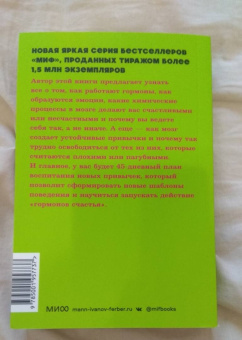 НОВАЯ ЯРКАЯ СЕРИЯ БЕСТСЕЛЛЕРОВ
«МИФ», ПРОДАННЫХ ТИРАЖОМ БОЛЕЕ
1,5 МЛН ЭКЗЕМПЛЯРОВ
Автор этой книги предлагает узнать
все о том, как работают гормоны, как
образуются эмоции, какие химические
процессы в мозге делают вас счастливыми
или несчастными и почему вы ведете
себя так, а не иначе. А еще — как мозг
создает устойчивые привычки и почему так
трудно освободиться от тех из них, которые
считаются плохими или пагубными.
И главное, у вас будет 45-дневный план
воспитания новых привычек, который
позволит сформировать новые шаблоны
поведения и научиться запускать действие
«гормонов счастья».
МИФ mann-ivanov-ferber.ru @mifbooks